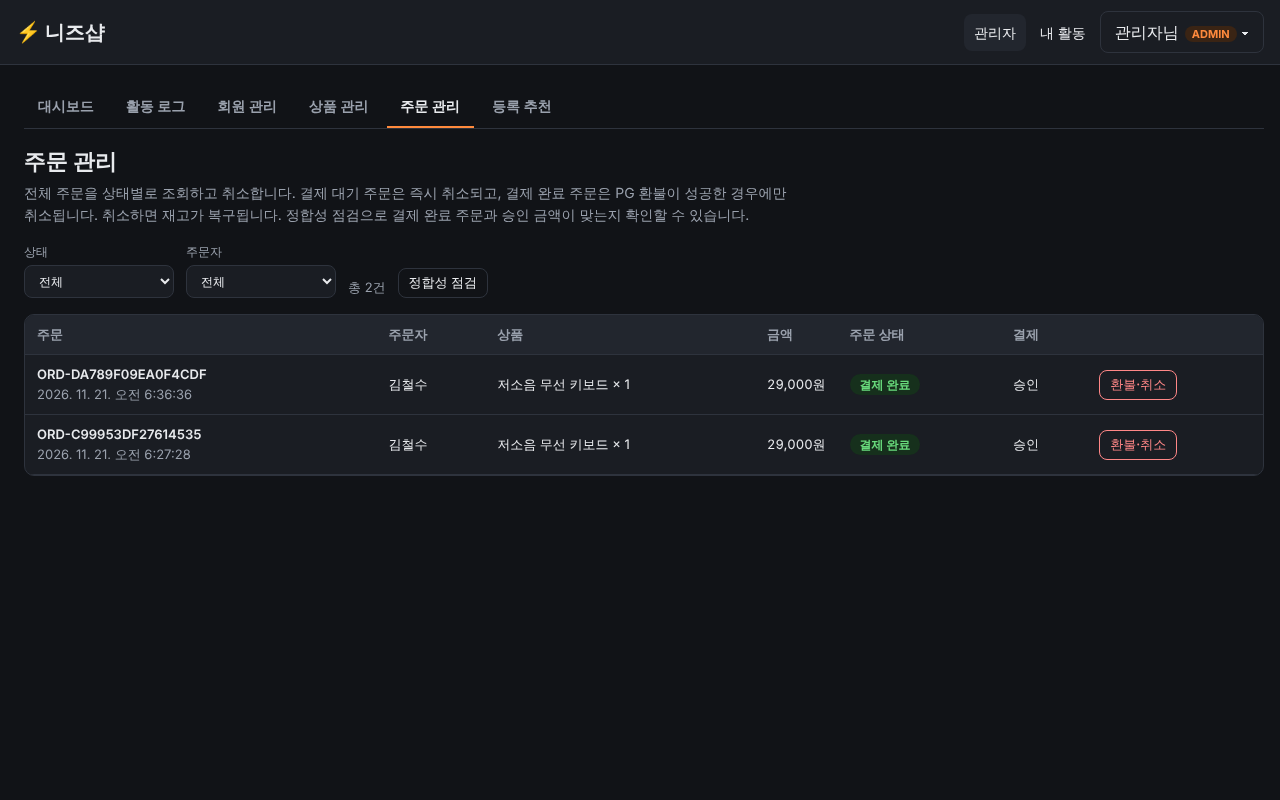 ⚡ 니즈샵
관리자
내 활동
관리자님 ADMIN
대시보드
활동 로그
회원 관리
상품 관리
주문 관리
등록 추천
주문 관리
전체 주문을 상태별로 조회하고 취소합니다. 결제 대기 주문은 즉시 취소되고, 결제 완료 주문은 PG 환불이 성공한 경우에만
취소됩니다. 취소하면 재고가 복구됩니다. 정합성 점검으로 결제 완료 주문과 승인 금액이 맞는지 확인할 수 있습니다.
상태
주문자
전체
전체
총 2건
정합성 점검
주문 주문자 상품 금액 주문 상태 결제
ORD-DA789F09EA0F4CDF
2026. 11. 21. 오전 6:36:36
김철수
저소음 무선 키보드 × 1
29,000원
결제 완료
승인
환불·취소
ORD-C99953DF27614535
2026. 11. 21. 오전 6:27:28
김철수
저소음 무선 키보드 × 1
29,000원
결제 완료
승인
환불·취소